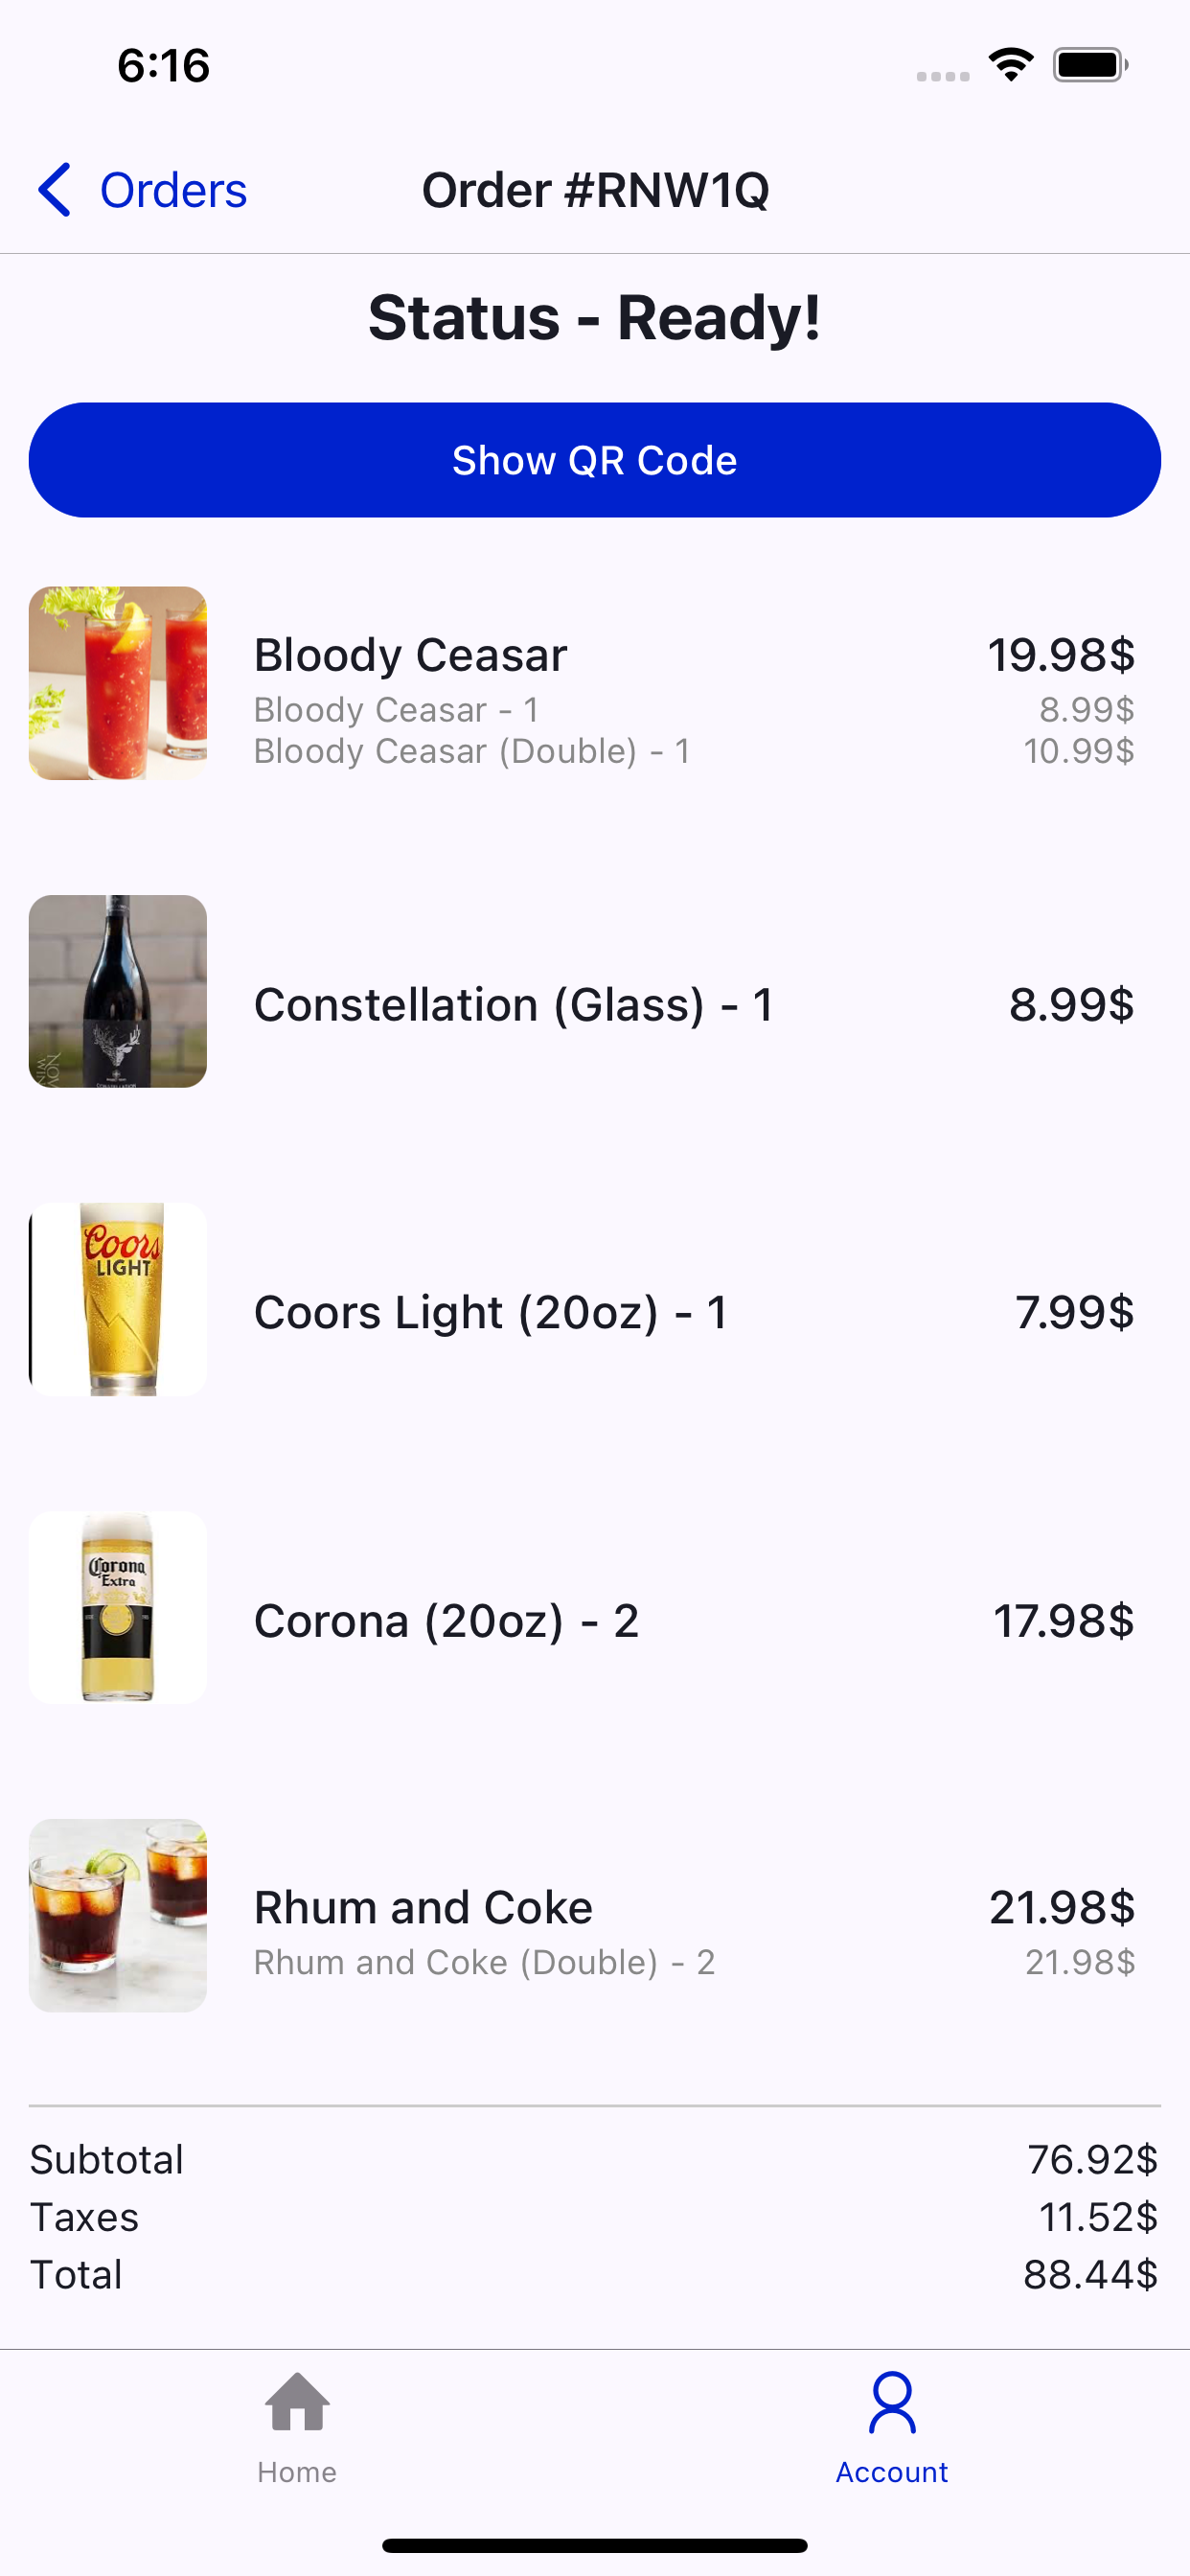 6:16
Orders
Order #RNW1Q
Status - Ready!
Show QR Code
Bloody Ceasar 19.98$
Bloody Ceasar - 1 8.99$
Bloody Ceasar (Double) - 1 10.99$
Constellation (Glass) - 1 8.99$
Coors
LIGHT
Coors Light (20oz) - 1 7.99$
Corona
Extra
Corona (20oz) - 2 17.98$
Rhum and Coke 21.98$
Rhum and Coke (Double) - 2 21.98$
Subtotal 76.92$
Taxes 11.52$
Total 88.44$
Home
Account